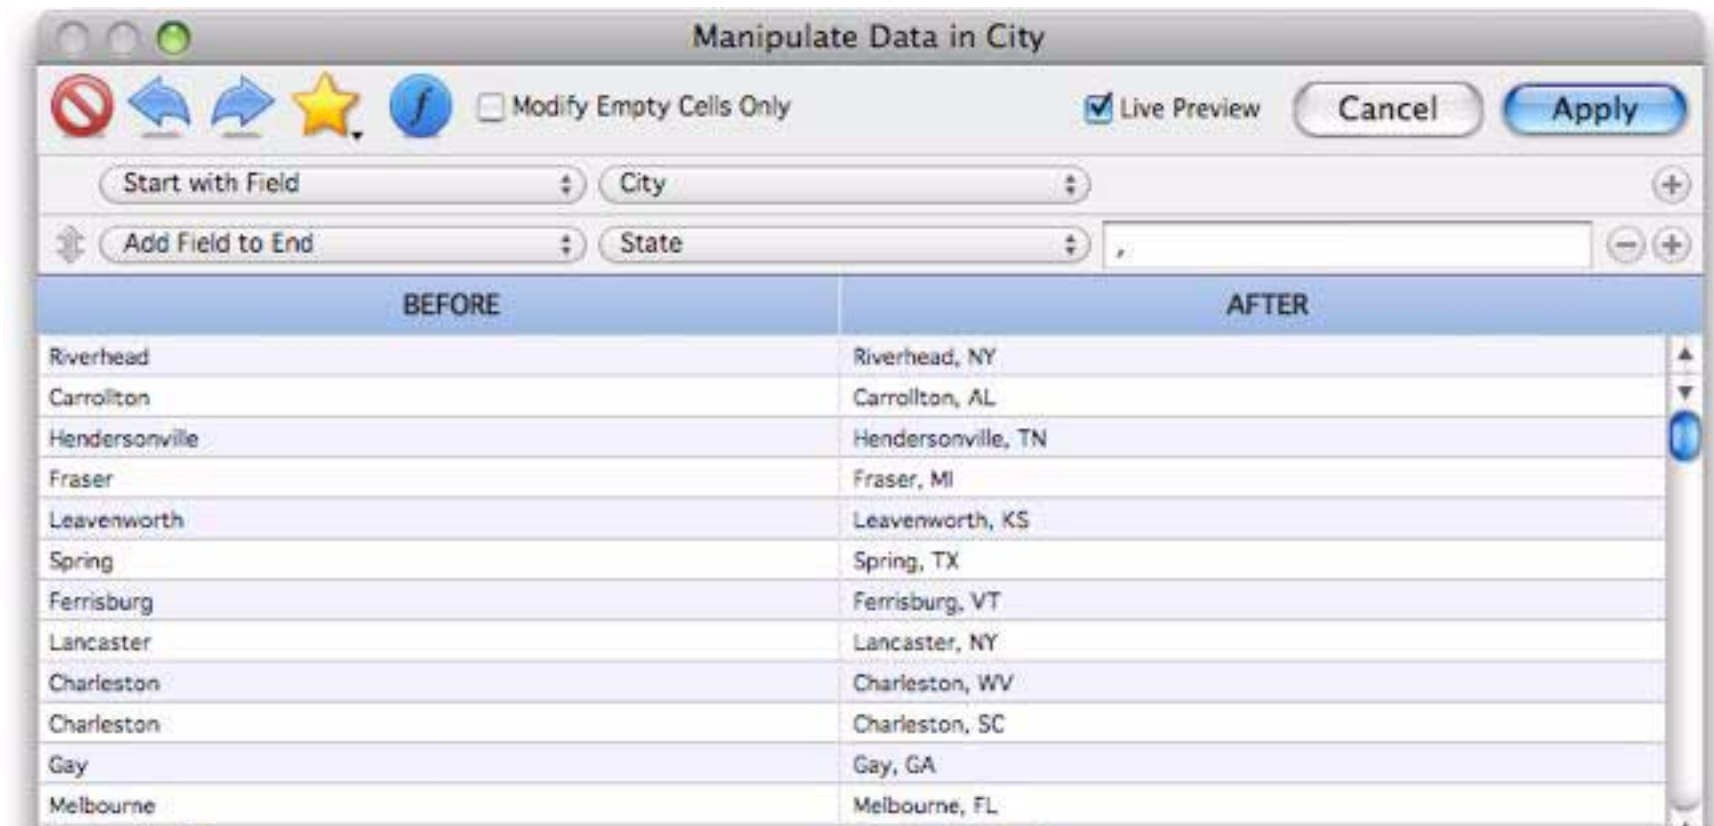 Manipulate Data in City
Modify Empty Cells Only
Live Preview
Cancel
Apply
Start with Field
City
Add Field to End
State
,
BEFORE
AFTER
Riverhead
Riverhead, NY
Carrollton
Carrollton, AL
Hendersonville
Hendersonville, TN
Fraser
Fraser, MI
Leavenworth
Leavenworth, KS
Spring
Spring, TX
Ferrisburg
Ferrisburg, VT
Lancaster
Lancaster, NY
Charleston
Charleston, WV
Charleston
Charleston, SC
Gay
Gay, GA
Melbourne
Melbourne, FL